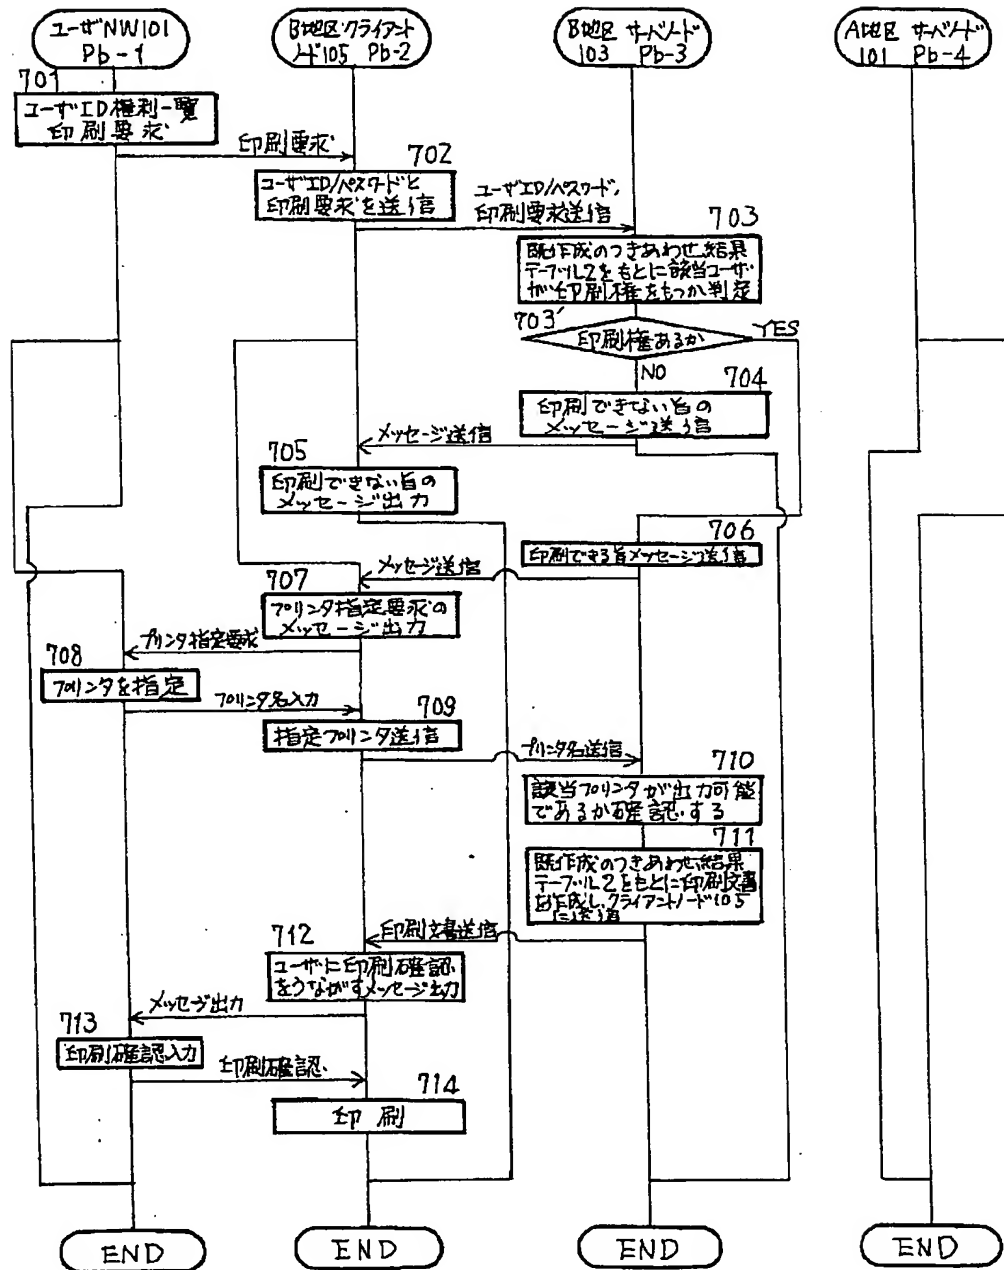 ユーザNW101
Pb-1
B地区クライアント
ノード105 Pb-2
B地区 サーバノード
103 Pb-3
A地区 サーバノード
101 Pb-4
701
ユーザID権利一覧
印刷要求
印刷要求
702
ユーザID/パスワードと
印刷要求を送信
ユーザID/パスワード,
印刷要求送信
703
既作成のつきあわせ結果
テーブル2をもとに該当ユーザ
が印刷権をもつか判定
703'
印刷権あるか
YES
NO
704
印刷できない旨の
メッセージ送信
メッセージ送信
705
印刷できない旨の
メッセージ出力
706
印刷できる旨メッセージ送信
メッセージ送信
707
プリンタ指定要求の
メッセージ出力
プリンタ指定要求
708
プリンタを指定
プリンタ名入力
709
指定プリンタ送信
プリンタ名送信
710
該当プリンタが出力可能
であるか確認する
711
既作成のつきあわせ結果
テーブル2をもとに印刷文書
を作成し,クライアントノード105
に送信
印刷文書送信
712
ユーザに印刷確認
をうながすメッセージ出力
メッセージ出力
713
印刷確認入力
印刷確認
714
印刷
END
END
END
END